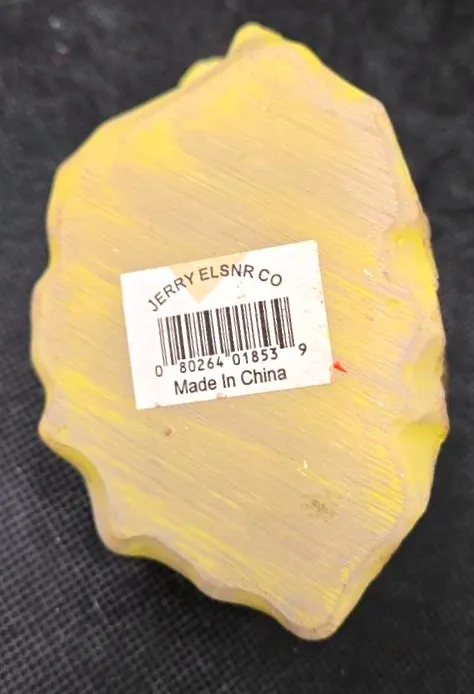 JERRY ELSNR CO
0 80264 01853 9
Made In China